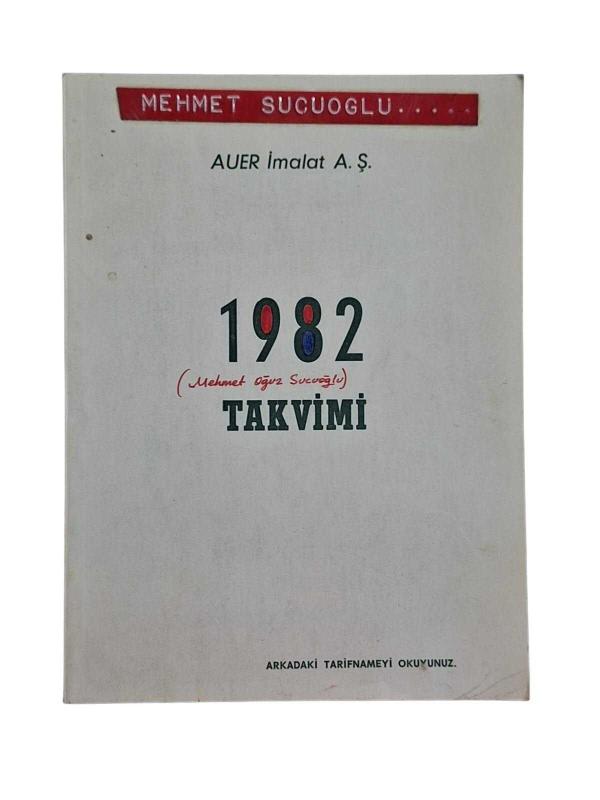 MEHMET SUCUOGLU.....
AUER İmalat A.Ş.
1982
(Mehmet Oğuz Sucuoğlu)
TAKVİMİ
ARKADAKİ TARİFNAMEYİ OKUYUNUZ.